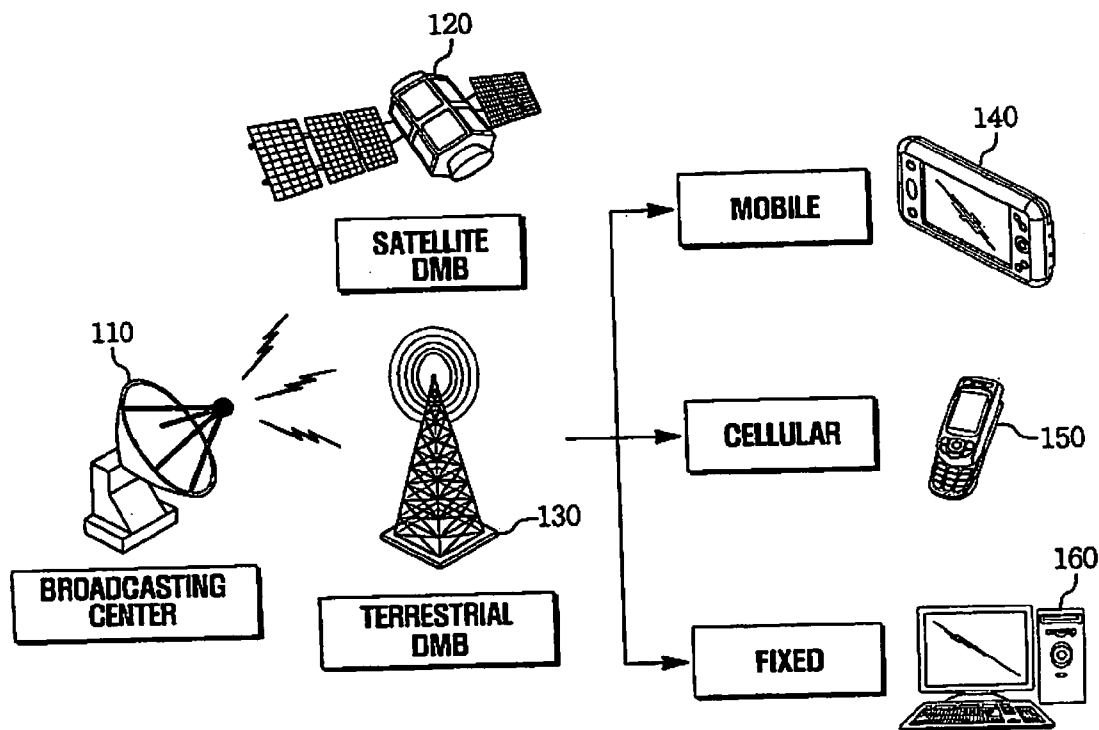 120
140
MOBILE
SATELLITE
DMB
110
CELLULAR
150
130
160
BROADCASTING
CENTER
TERRESTRIAL
DMB
FIXED